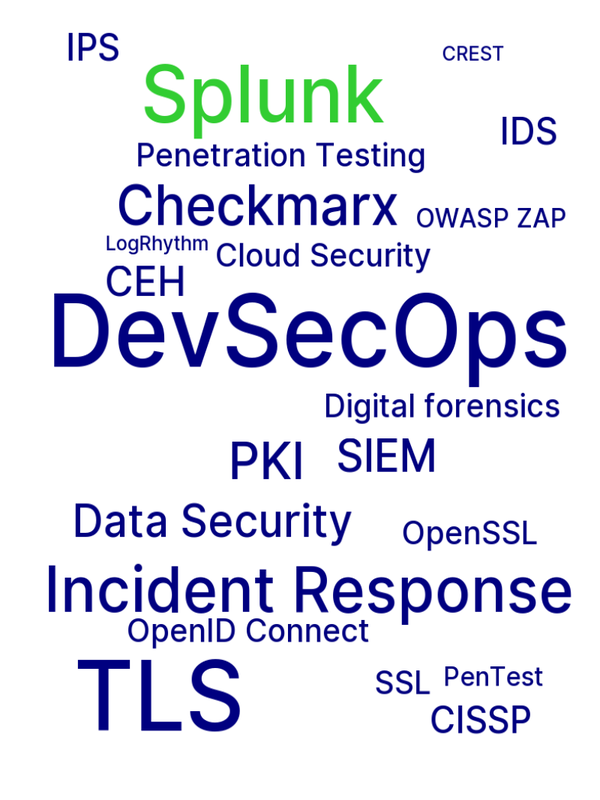 IPS
CREST
Splunk
IDS
Penetration Testing
Checkmarx
OWASP ZAP
LogRhythm
Cloud Security
CEH
DevSecOps
Digital forensics
PKI
SIEM
Data Security
OpenSSL
Incident Response
OpenID Connect
TLS
SSL
PenTest
CISSP